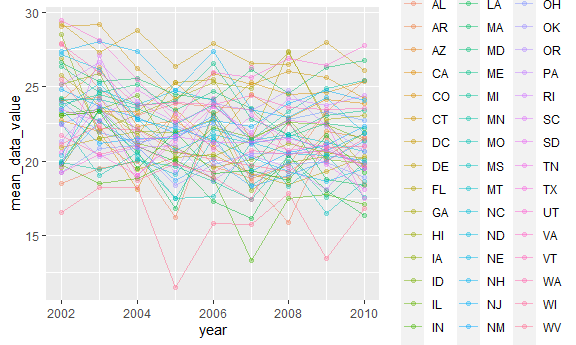 30
25
20
15
mean_data_value
2002
2004
2006
2008
2010
year
AL LA OH
AR MA OK
AZ MD OR
CA ME PA
CO MI RI
CT MN SC
DC MO SD
DE MS TN
FL MT TX
GA NC UT
HI ND VA
IA NE VT
ID NH WA
IL NJ WI
IN NM WV